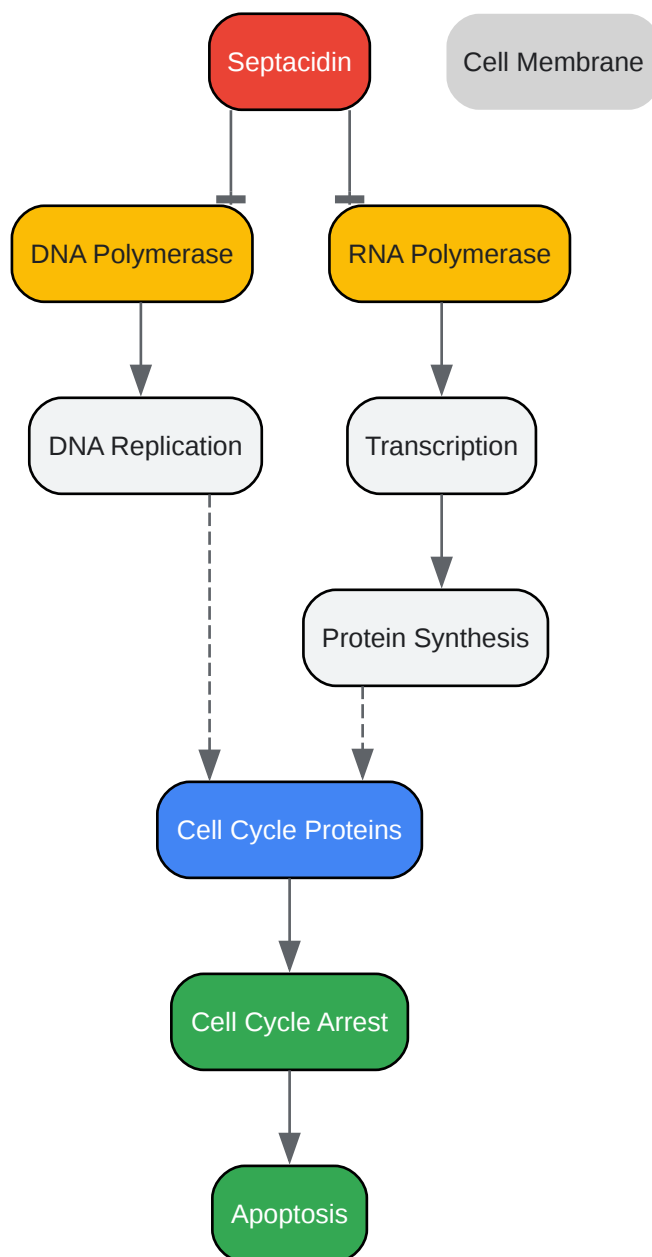 Septacidin
Cell Membrane
DNA Polymerase
RNA Polymerase
DNA Replication
Transcription
Protein Synthesis
Cell Cycle Proteins
Cell Cycle Arrest
Apoptosis